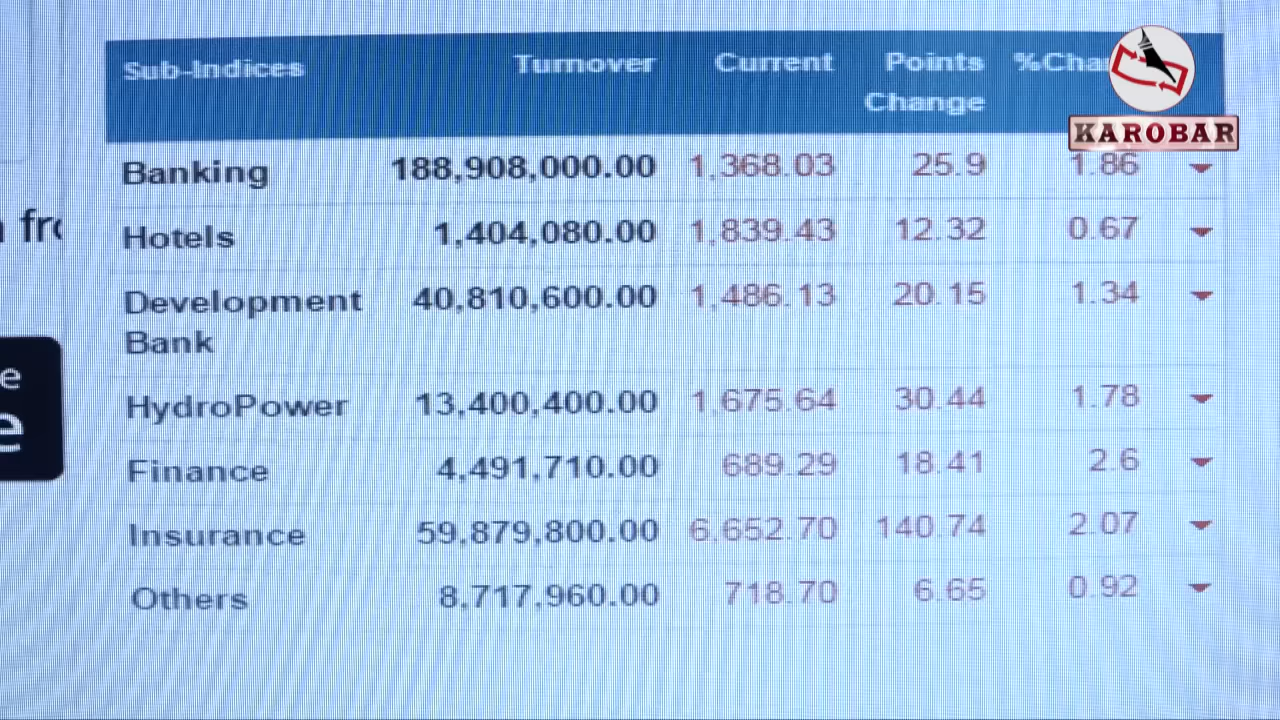 Sub-Indices Turnover Current Points Change
KAROBAR
Banking 188,908,000.00 1,368.03 25.9 1.86
fr
Hotels 1,404,080.00 1,839.43 12.32 0.67
Development Bank 40,810,600.00 1,486.13 20.15 1.34
e
HydroPower 13,400,400.00 1,675.64 30.44 1.78
e
Finance 4,491,710.00 689.29 18.41 2.6
Insurance 59,879,800.00 6,652.70 140.74 2.07
Others 8,717,960.00 718.70 6.65 0.92